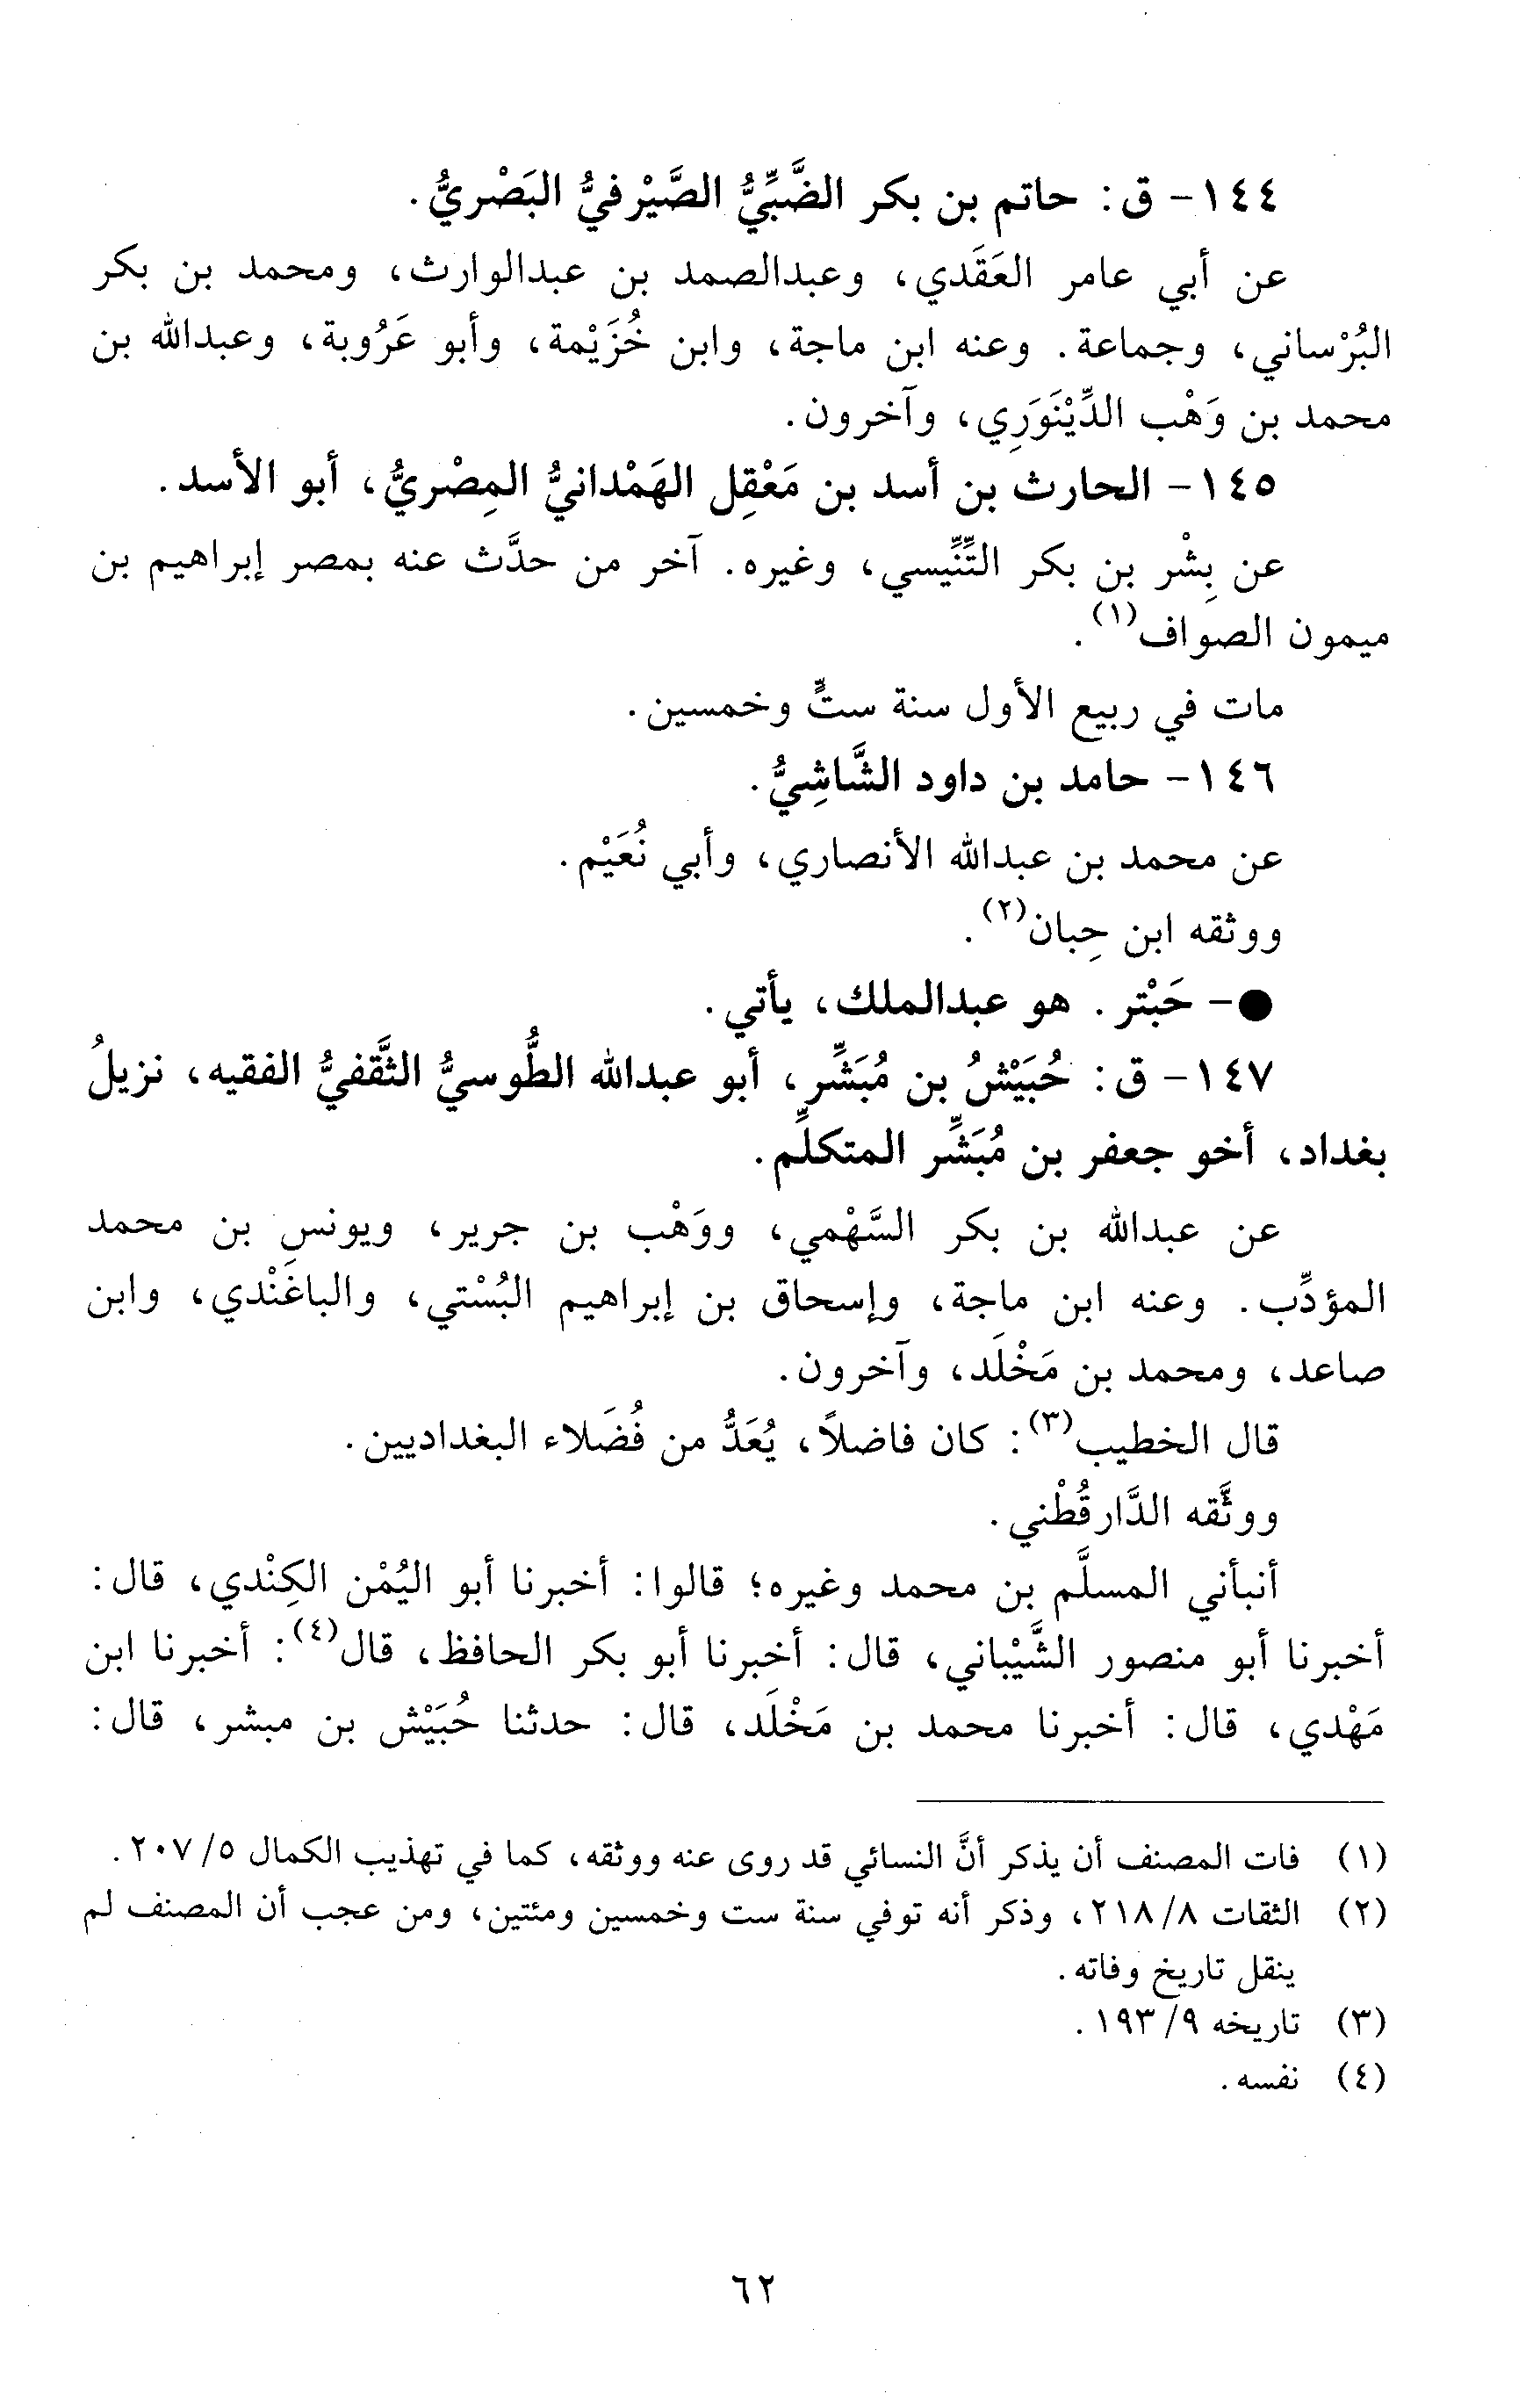 ١٤٤- ق: حاتم بن بكر الضَّبِّيُّ الصَّيْرفيُّ البَصْريُّ.
عن أبي عامر العَقَدي، وعبدالصمد بن عبدالوارث، ومحمد بن بكر
البُرْساني، وجماعة. وعنه ابن ماجة، وابن خُزَيْمة، وأبو عَرُوبة، وعبدالله بن
محمد بن وَهْب الدِّيْنَوَرِي، وآخرون.
١٤٥- الحارث بن أسد بن مَعْقِل الهَمْدانيُّ المِصْريُّ، أبو الأسد.
عن بِشْر بن بكر التِّنِّيسي، وغيره. آخر من حدَّث عنه بمصر إبراهيم بن
ميمون الصواف(١).
مات في ربيع الأول سنة ستٍّ وخمسين.
١٤٦- حامد بن داود الشَّاشِيُّ.
عن محمد بن عبدالله الأنصاري، وأبي نُعَيْم.
ووثقه ابن حِبان(٢).
●- حَبْتر. هو عبدالملك، يأتي.
١٤٧- ق: حُبَيْشُ بن مُبَشِّر، أبو عبدالله الطُّوسيُّ الثَّقفيُّ الفقيه، نزيلُ
بغداد، أخو جعفر بن مُبَشِّر المتكلِّم.
عن عبدالله بن بكر السَّهْمي، ووَهْب بن جرير، ويونس بن محمد
المؤدِّب. وعنه ابن ماجة، وإسحاق بن إبراهيم البُسْتي، والباغَنْدي، وابن
صاعد، ومحمد بن مَخْلَد، وآخرون.
قال الخطيب(٣): كان فاضلاً، يُعَدُّ من فُضَلاء البغداديين.
ووثَّقه الدَّارقُطْني.
أنبأني المسلَّم بن محمد وغيره؛ قالوا: أخبرنا أبو اليُمْن الكِنْدي، قال:
أخبرنا أبو منصور الشَّيْباني، قال: أخبرنا أبو بكر الحافظ، قال(٤): أخبرنا ابن
مَهْدي، قال: أخبرنا محمد بن مَخْلَد، قال: حدثنا حُبَيْش بن مبشر، قال:
(١) فات المصنف أن يذكر أنَّ النسائي قد روى عنه ووثقه، كما في تهذيب الكمال ٥/ ٢٠٧.
(٢) الثقات ٨/ ٢١٨، وذكر أنه توفي سنة ست وخمسين ومئتين، ومن عجب أن المصنف لم
ينقل تاريخ وفاته.
(٣) تاريخه ٩/ ١٩٣.
(٤) نفسه.
٦٢